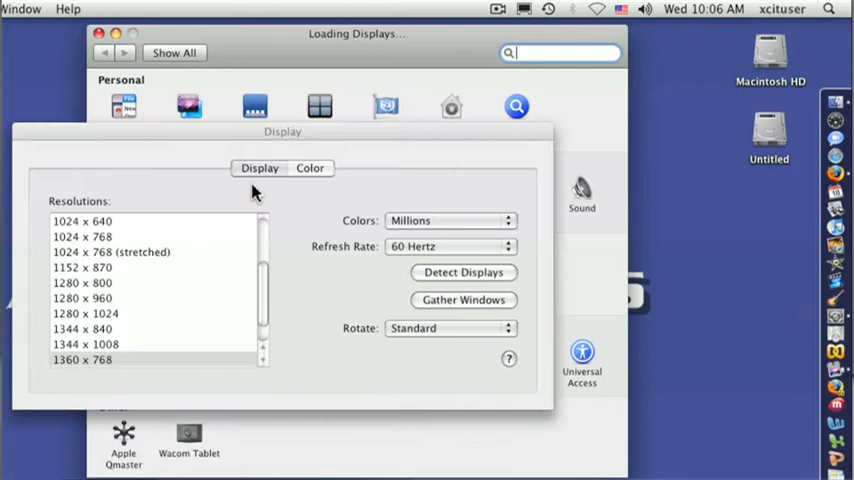 Window Help
Wed 10:06 AM xcituser
Loading Displays...
Show All
Personal
Macintosh HD
Untitled
Display
Display Color
Resolutions:
1024 x 640
1024 x 768
1024 x 768 (stretched)
1152 x 870
1280 x 800
1280 x 960
1280 x 1024
1344 x 840
1344 x 1008
1360 x 768
Colors: Millions
Refresh Rate: 60 Hertz
Detect Displays
Gather Windows
Rotate: Standard
?
Sound
Universal
Access
Apple
Qmaster
Wacom Tablet